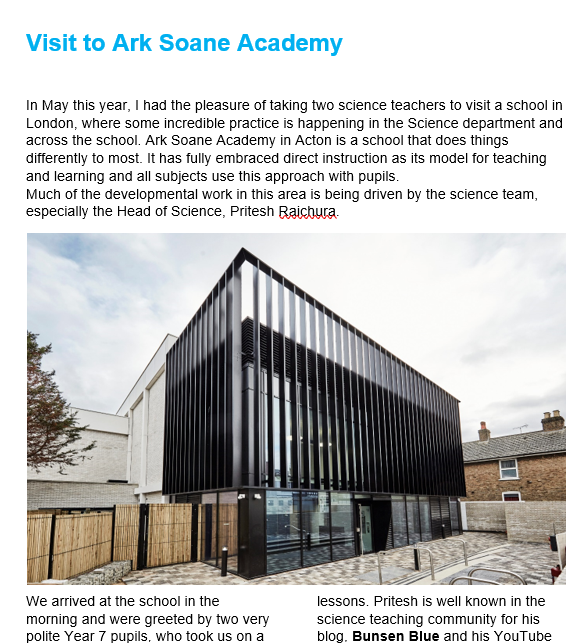 Visit to Ark Soane Academy
In May this year, I had the pleasure of taking two science teachers to visit a school in
London, where some incredible practice is happening in the Science department and
across the school. Ark Soane Academy in Acton is a school that does things
differently to most. It has fully embraced direct instruction as its model for teaching
and learning and all subjects use this approach with pupils.
Much of the developmental work in this area is being driven by the science team,
especially the Head of Science, Pritesh Raichura.
We arrived at the school in the
morning and were greeted by two very
polite Year 7 pupils, who took us on a
lessons. Pritesh is well known in the
science teaching community for his
blog, Bunsen Blue and his YouTube